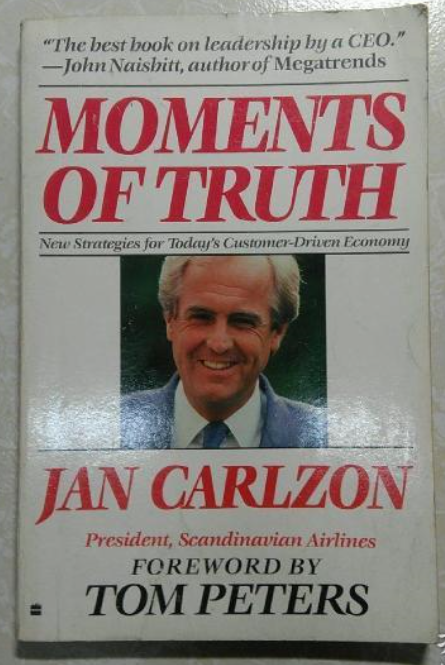 “The best book on leadership by a CEO.”
—John Naisbitt, author of Megatrends
MOMENTS
OF TRUTH
New Strategies for Today's Customer-Driven Economy
JAN CARLZON
President, Scandinavian Airlines
FOREWORD BY
TOM PETERS